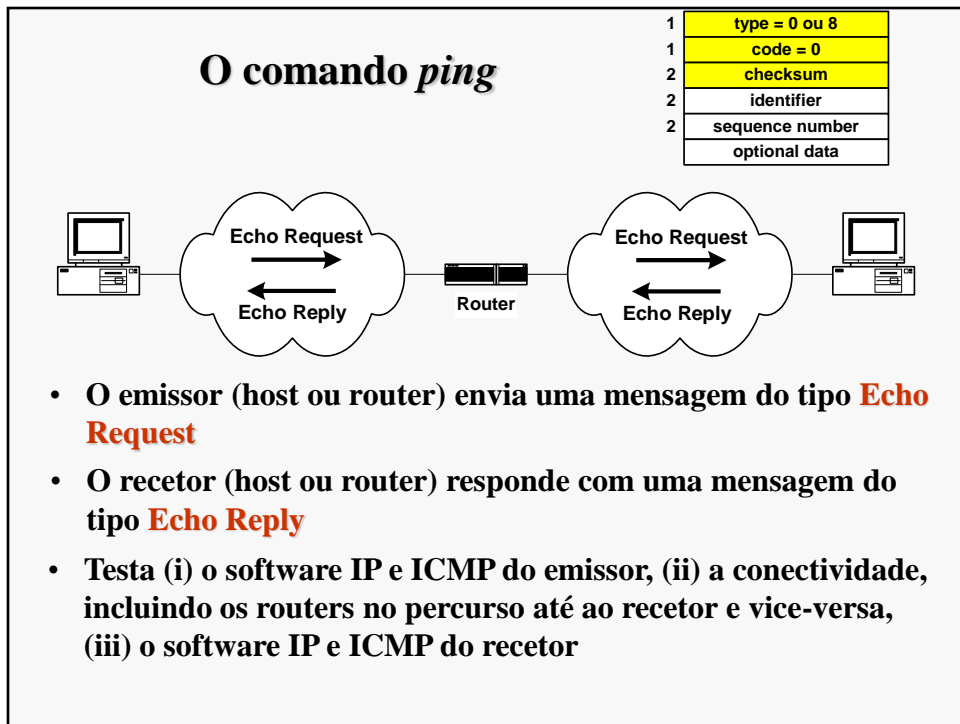 O comando ping
1 type = 0 ou 8
1 code = 0
2 checksum
2 identifier
2 sequence number
optional data
Echo Request
Echo Reply
Router
Echo Request
Echo Reply
• O emissor (host ou router) envia uma mensagem do tipo Echo
Request
• O recetor (host ou router) responde com uma mensagem do
tipo Echo Reply
• Testa (i) o software IP e ICMP do emissor, (ii) a conectividade,
incluindo os routers no percurso até ao recetor e vice-versa,
(iii) o software IP e ICMP do recetor